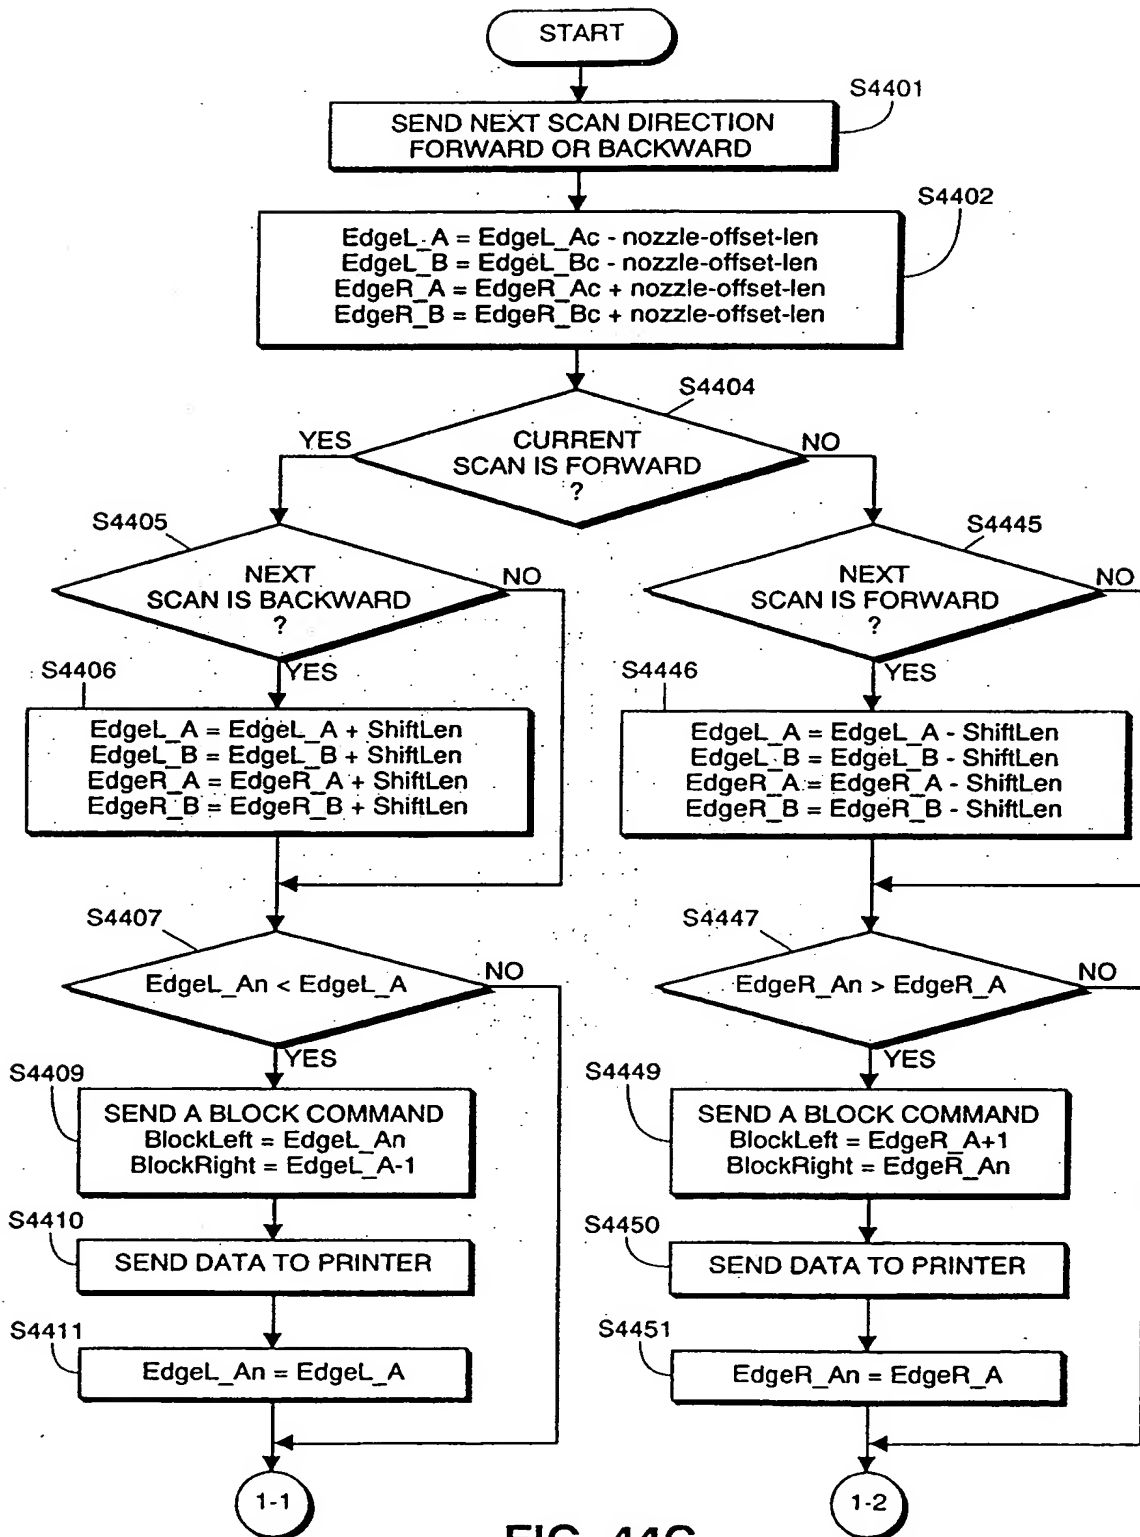 START
S4401
SEND NEXT SCAN DIRECTION
FORWARD OR BACKWARD
S4402
EdgeL_A = EdgeL_Ac - nozzle-offset-len
EdgeL_B = EdgeL_Bc - nozzle-offset-len
EdgeR_A = EdgeR_Ac + nozzle-offset-len
EdgeR_B = EdgeR_Bc + nozzle-offset-len
S4404
YES
CURRENT
SCAN IS FORWARD
?
NO
S4405
NEXT
SCAN IS BACKWARD
?
NO
YES
S4445
NEXT
SCAN IS FORWARD
?
NO
YES
S4406
EdgeL_A = EdgeL_A + ShiftLen
EdgeL_B = EdgeL_B + ShiftLen
EdgeR_A = EdgeR_A + ShiftLen
EdgeR_B = EdgeR_B + ShiftLen
S4446
EdgeL_A = EdgeL_A - ShiftLen
EdgeL_B = EdgeL_B - ShiftLen
EdgeR_A = EdgeR_A - ShiftLen
EdgeR_B = EdgeR_B - ShiftLen
S4407
EdgeL_An < EdgeL_A
NO
YES
S4447
EdgeR_An > EdgeR_A
NO
YES
S4409
SEND A BLOCK COMMAND
BlockLeft = EdgeL_An
BlockRight = EdgeL_A-1
S4449
SEND A BLOCK COMMAND
BlockLeft = EdgeR_A+1
BlockRight = EdgeR_An
S4410
SEND DATA TO PRINTER
S4450
SEND DATA TO PRINTER
S4411
EdgeL_An = EdgeL_A
S4451
EdgeR_An = EdgeR_A
1-1
1-2